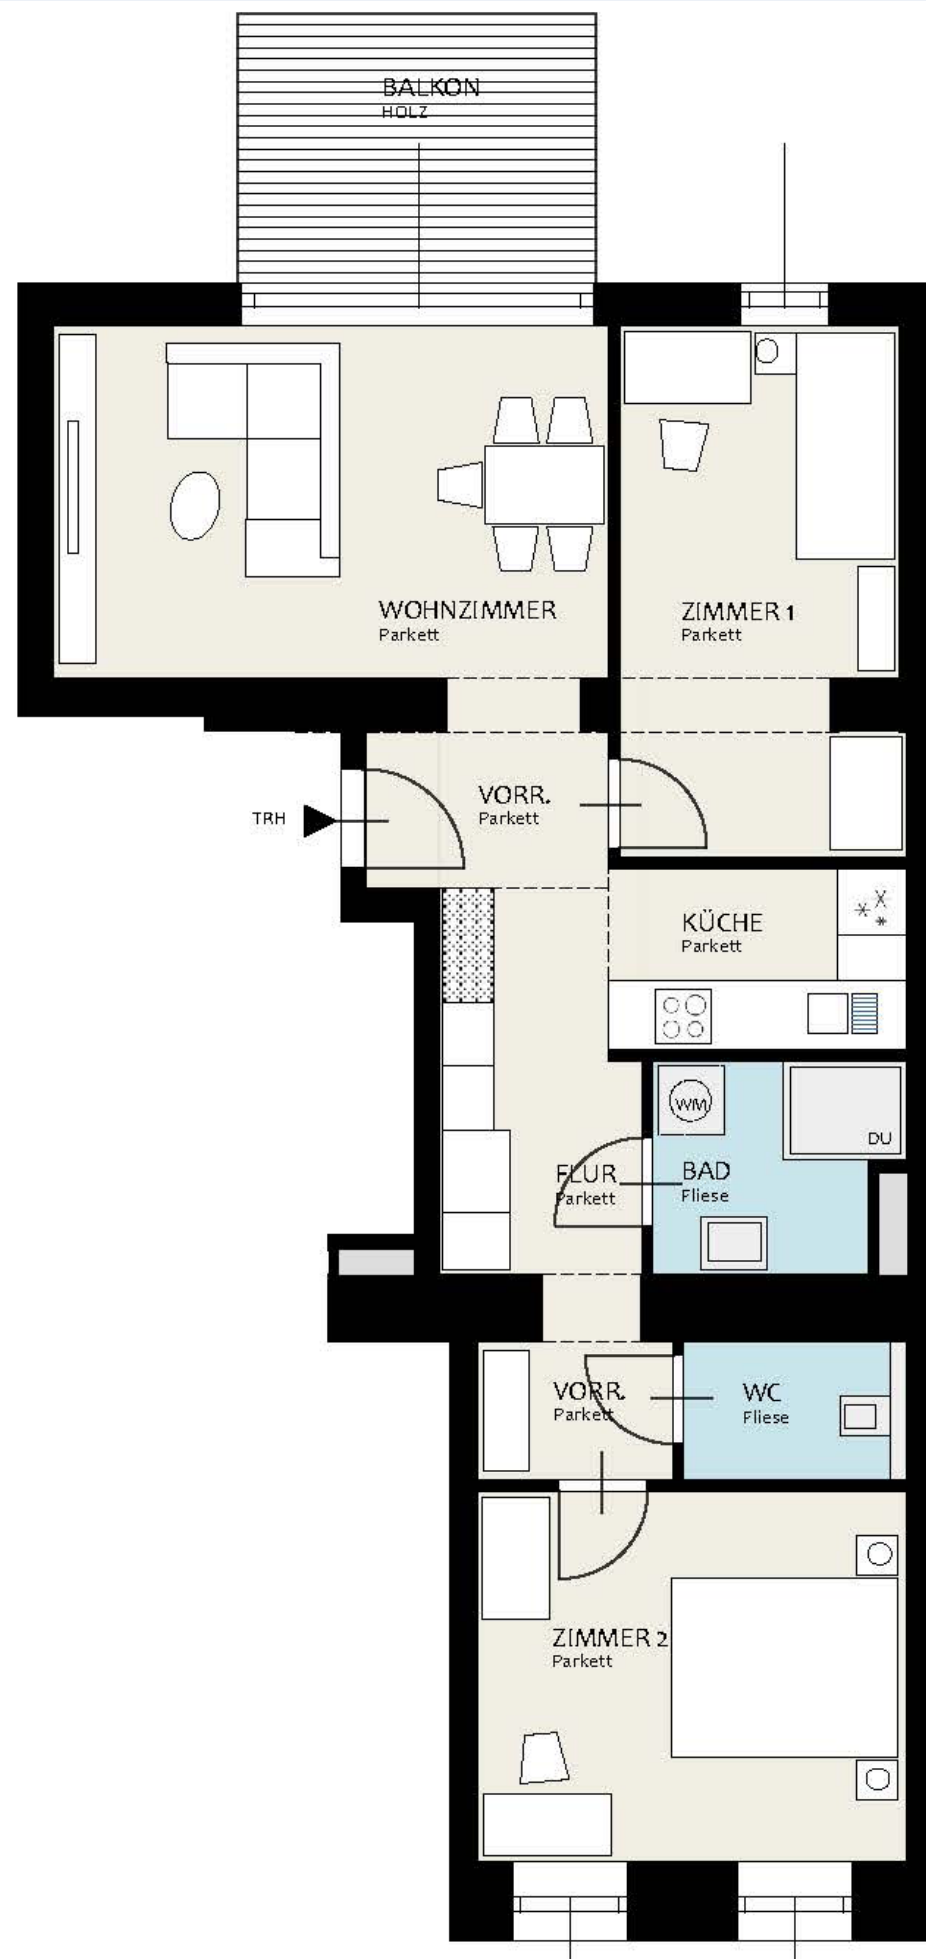 BALKON
HOLZ
WOHNZIMMER
Parkett
ZIMMER 1
Parkett
VORR.
Parkett
TRH
KÜCHE
Parkett
WM
DU
FLUR
Parkett
BAD
Fliese
VORR.
Parkett
WC
Fliese
ZIMMER 2
Parkett